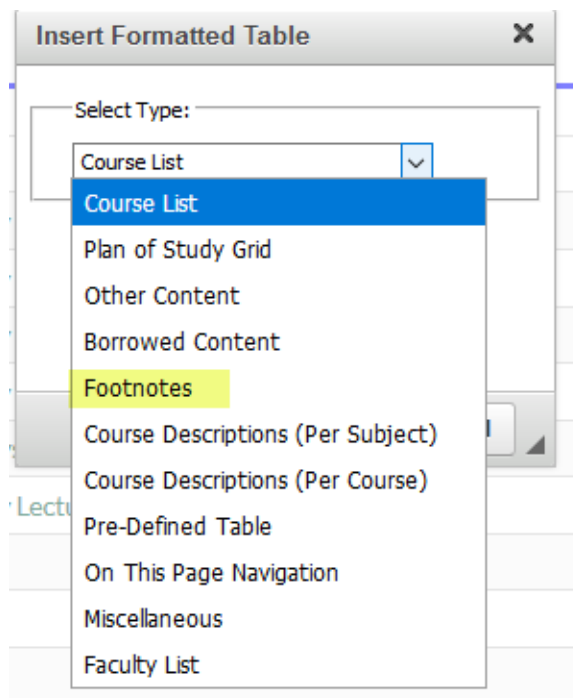 Insert Formatted Table
Select Type:
Course List
Course List
Plan of Study Grid
Other Content
Borrowed Content
Footnotes
Course Descriptions (Per Subject)
Course Descriptions (Per Course)
Pre-Defined Table
On This Page Navigation
Miscellaneous
Faculty List